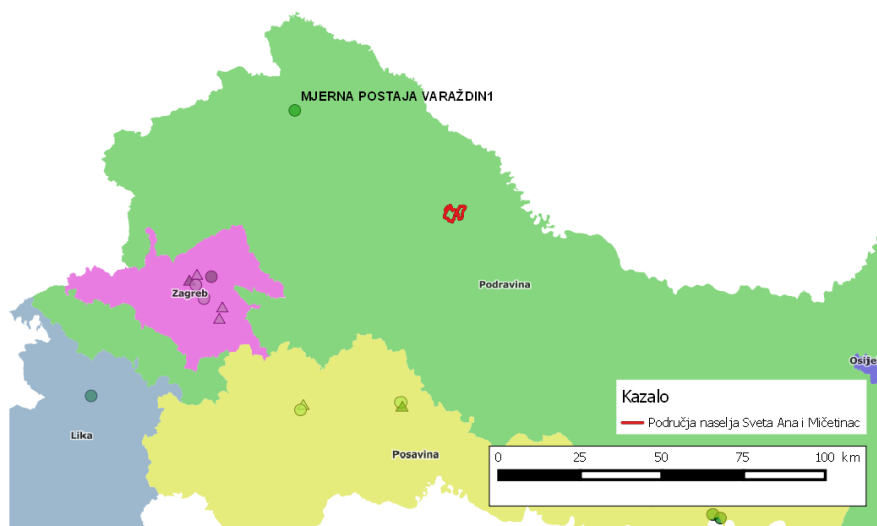 MJERNA POSTAJA VARAŽDIN1
Podravina
Zagreb
Osije
Kazalo
Područja naselja Sveta Ana i Mičetinac
Lika
Posavina
0 25 50 75 100 km